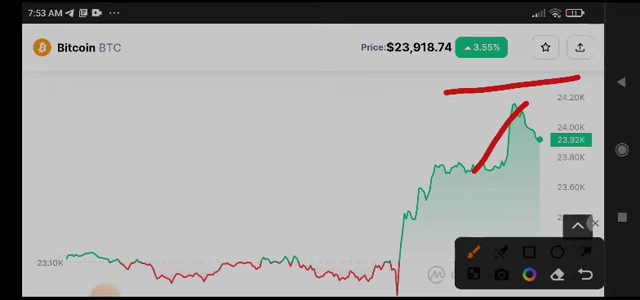 7:53 AM
Bitcoin BTC
Price: $23,918.74 3.55%
24.20K
24.00K
23.92K
23.80K
23.60K
23.10K